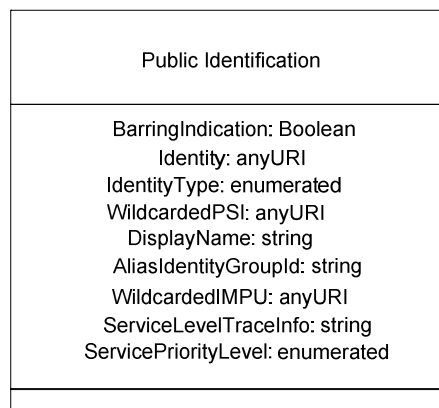 Public Identification
BarringIndication: Boolean
Identity: anyURI
IdentityType: enumerated
WildcardedPSI: anyURI
DisplayName: string
AliasIdentityGroupId: string
WildcardedIMPU: anyURI
ServiceLevelTraceInfo: string
ServicePriorityLevel: enumerated